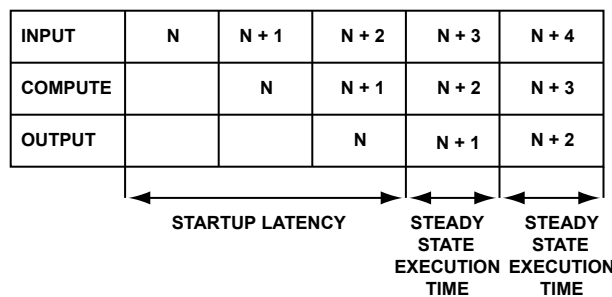 INPUT N N + 1 N + 2 N + 3 N + 4
COMPUTE N N + 1 N + 2 N + 3
OUTPUT N N + 1 N + 2
STARTUP LATENCY
STEADY
STATE
EXECUTION
TIME
STEADY
STATE
EXECUTION
TIME